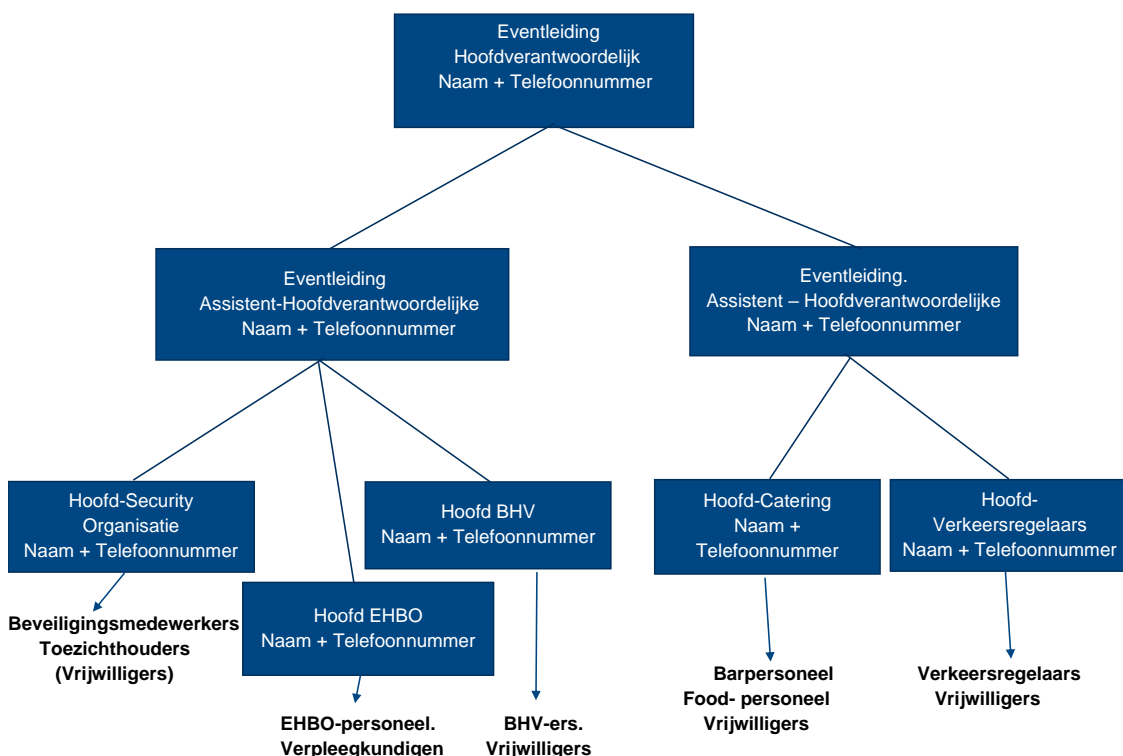 Eventleiding
Hoofdverantwoordelijk
Naam + Telefoonnummer
Eventleiding
Assistent-Hoofdverantwoordelijke
Naam + Telefoonnummer
Eventleiding.
Assistent – Hoofdverantwoordelijke
Naam + Telefoonnummer
Hoofd-Security
Organisatie
Naam + Telefoonnummer
Hoofd EHBO
Naam + Telefoonnummer
Hoofd BHV
Naam + Telefoonnummer
Hoofd-Catering
Naam +
Telefoonnummer
Hoofd-
Verkeersregelaars
Naam + Telefoonnummer
Beveiligingsmedewerkers
Toezichthouders
(Vrijwilligers)
EHBO-personeel.
Verpleegkundigen
BHV-ers.
Vrijwilligers
Barpersoneel
Food- personeel
Vrijwilligers
Verkeersregelaars
Vrijwilligers